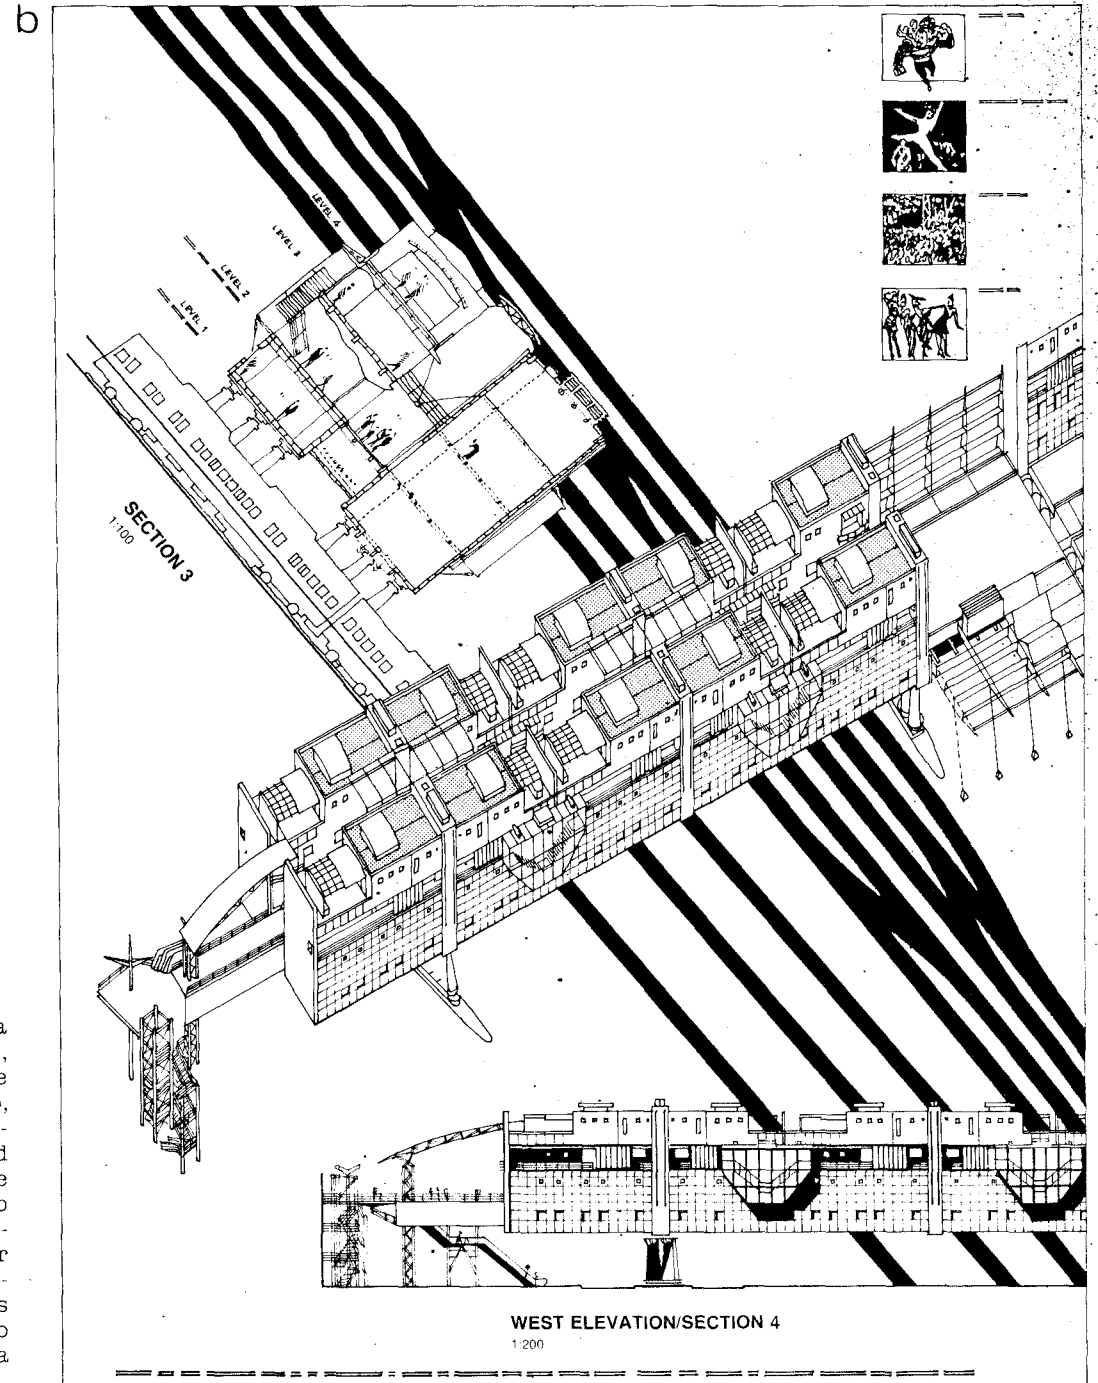 b
LEVEL 4
LEVEL 3
LEVEL 2
LEVEL 1
SECTION 3
1:100
a
,
e
,
-
d
e
o
-
r
-
s
o
a
WEST ELEVATION/SECTION 4
1:200